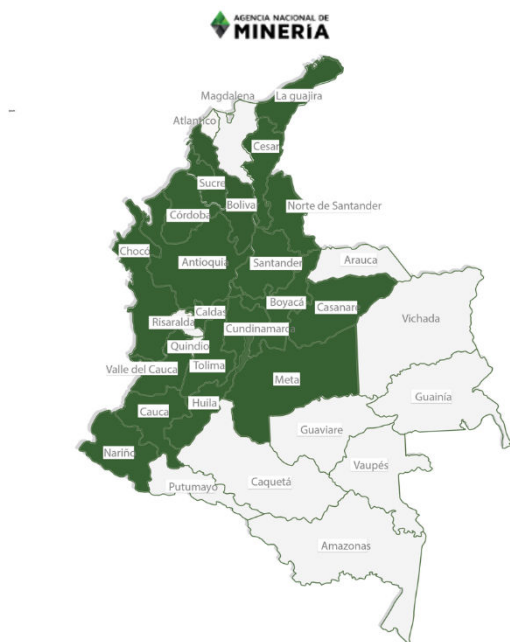 AGENCIA NACIONAL DE
MINERÍA
Magdalena
La guajira
Atlantico
Cesar
Sucre
Boliva
Norte de Santander
Córdoba
Chocó
Antioquia
Santander
Arauca
Boyacá
Casanare
Caldas
Risaralda
Cundinamarc
Vichada
Quindio
Valle del Cauca
Tolima
Meta
Guainía
Huila
Cauca
Guaviare
Nariño
Vaupés
Caquetá
Putumayo
Amazonas